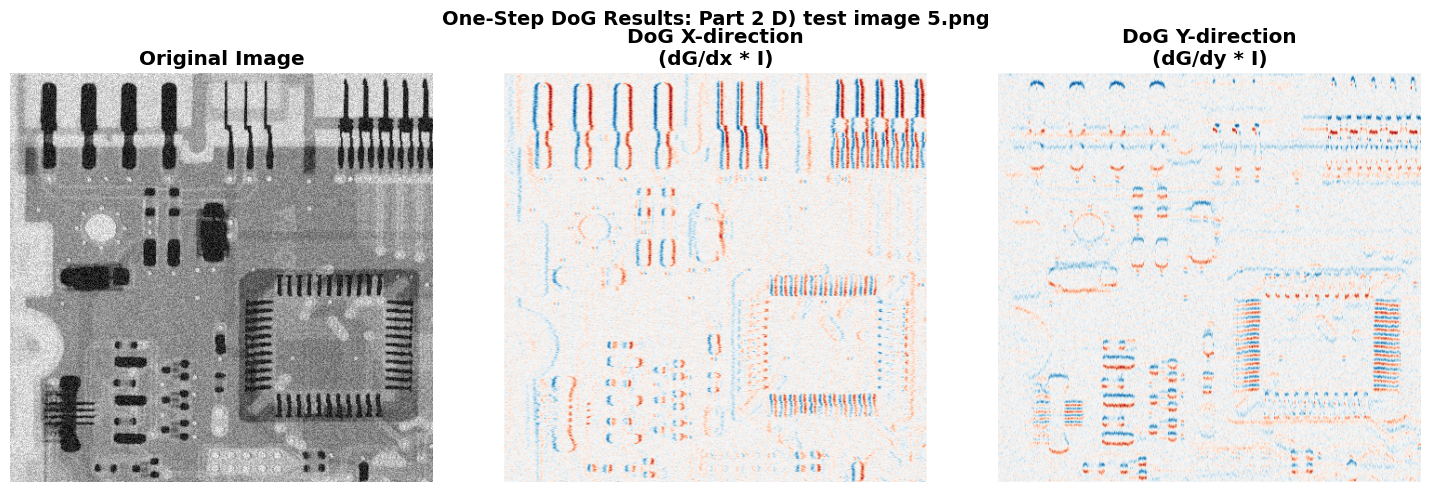 One-Step DoG Results: Part 2 D) test image 5.png
Original Image
DoG X-direction
(dG/dx * I)
DoG Y-direction
(dG/dy * I)